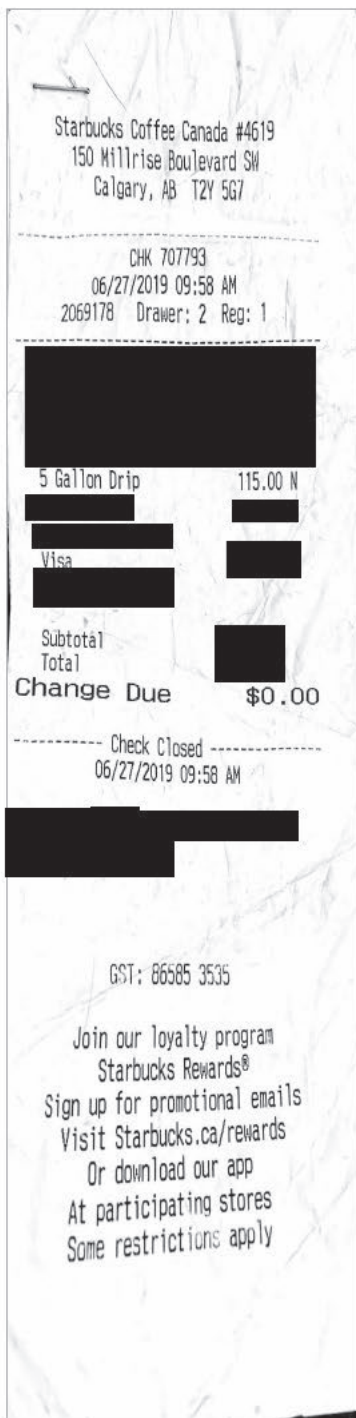 Starbucks Coffee Canada #4619
150 Millrise Boulevard SW
Calgary, AB T2Y 5G7
CHK 707793
06/27/2019 09:58 AM
2069178 Drawer: 2 Reg: 1
5 Gallon Drip 115.00 N
Visa
Subtotal
Total
Change Due $0.00
Check Closed
06/27/2019 09:58 AM
GST: 86585 3535
Join our loyalty program
Starbucks Rewards®
Sign up for promotional emails
Visit Starbucks.ca/rewards
Or download our app
At participating stores
Some restrictions apply